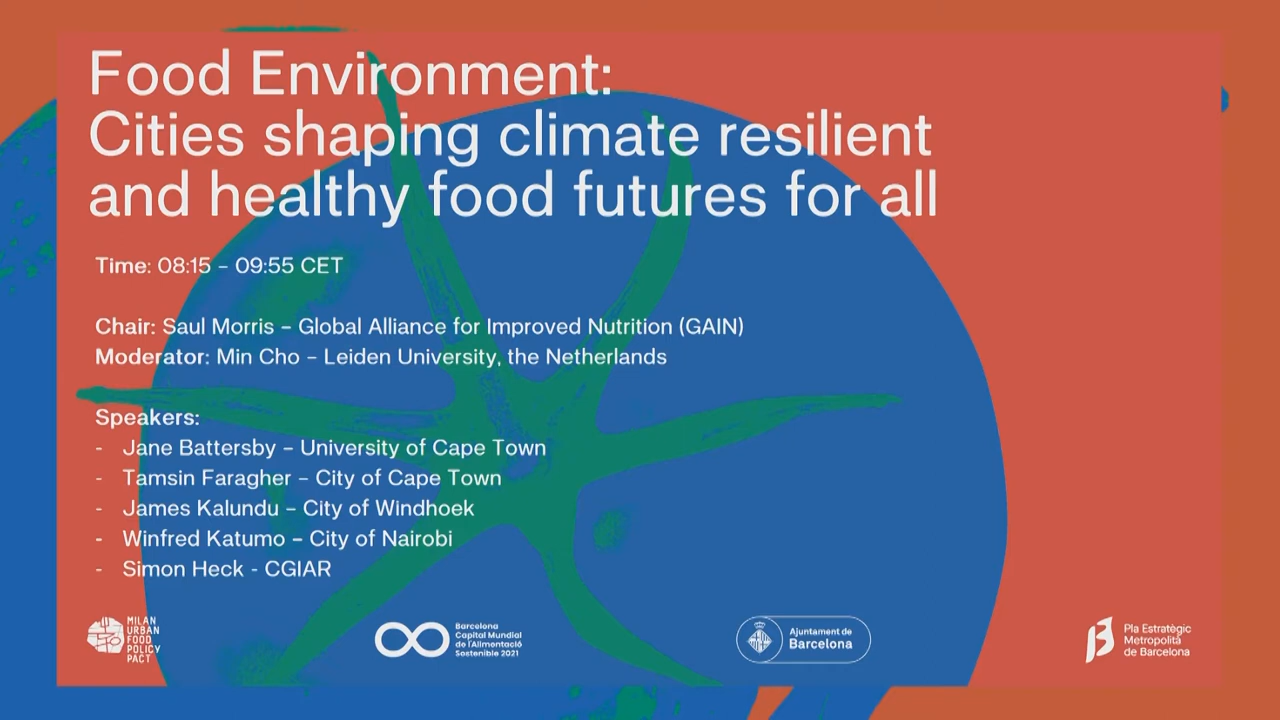 Food Environment:
Cities shaping climate resilient
and healthy food futures for all
Time: 08:15 – 09:55 CET
Chair: Saul Morris – Global Alliance for Improved Nutrition (GAIN)
Moderator: Min Cho – Leiden University, the Netherlands
Speakers:
- Jane Battersby – University of Cape Town
- Tamsin Faragher – City of Cape Town
- James Kalundu – City of Windhoek
- Winfred Katumo – City of Nairobi
- Simon Heck - CGIAR
MILAN
URBAN
FOOD
POLICY
PACT
Barcelona
Capital Mundial
de l'Alimentació
Sostenible 2021
Ajuntament de
Barcelona
Pla Estratègic
Metropolità
de Barcelona